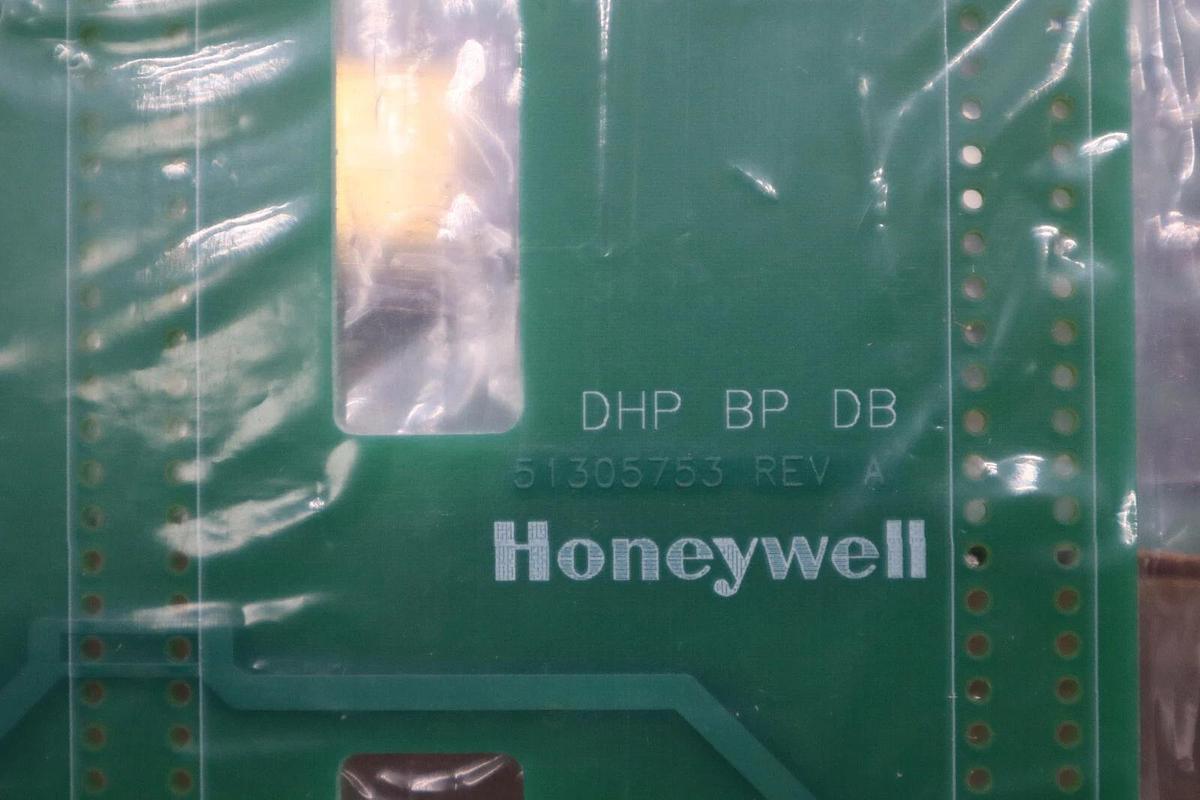 DHP BP DB
51305753 REV A
Honeywell